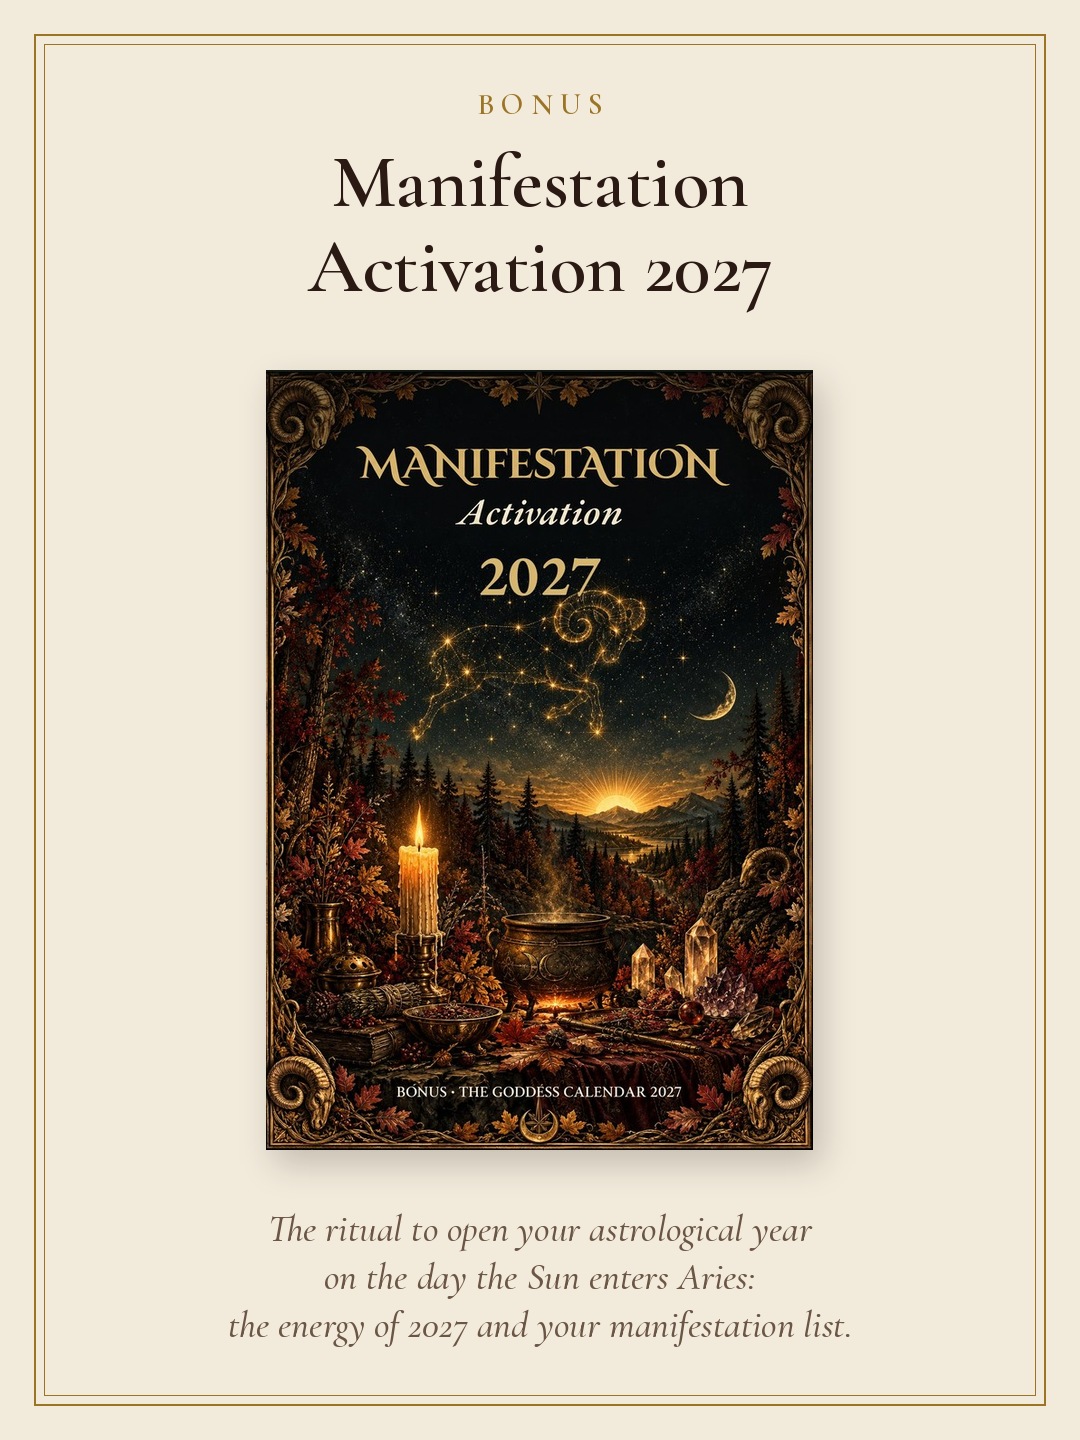 BONUS
Manifestation
Activation 2027
MANIFESTATION
Activation
2027
BÓNUS · THE GODDESS CALENDAR 2027
The ritual to open your astrological year
on the day the Sun enters Aries:
the energy of 2027 and your manifestation list.